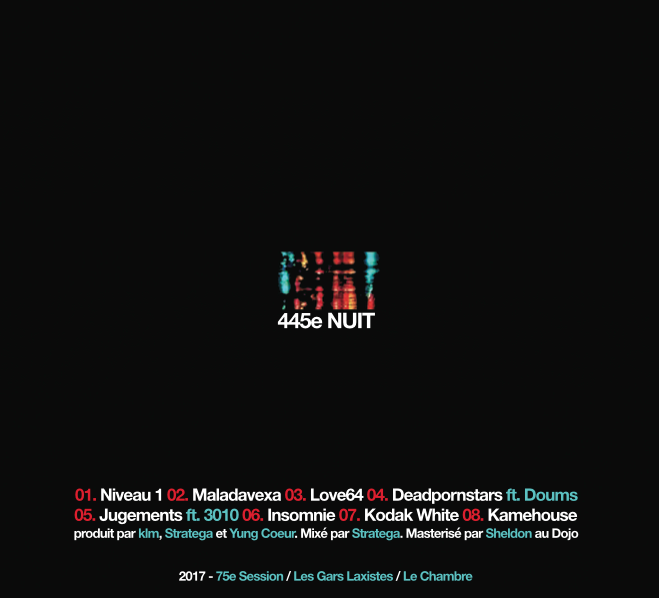 445e NUIT
01. Niveau 1 02. Maladavexa 03. Love64 04. Deadpornstars ft. Doums
05. Jugements ft. 3010 06. Insomnie 07. Kodak White 08. Kamehouse
produit par klm, Stratega et Yung Coeur. Mixé par Stratega. Masterisé par Sheldon au Dojo
2017 - 75e Session / Les Gars Laxistes / Le Chambre